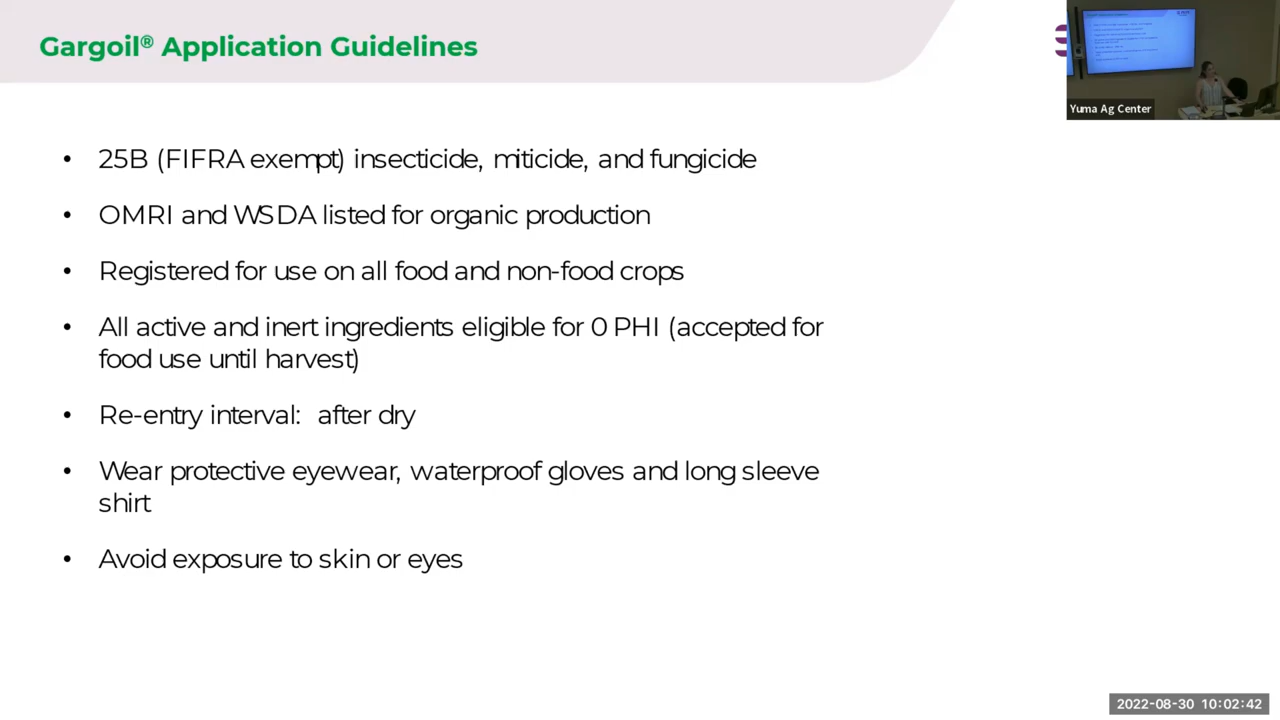 Gargoil® Application Guidelines
Yuma Ag Center
• 25B (FIFRA exempt) insecticide, miticide, and fungicide
• OMRI and WSDA listed for organic production
• Registered for use on all food and non-food crops
• All active and inert ingredients eligible for 0 PHI (accepted for
food use until harvest)
• Re-entry interval: after dry
• Wear protective eyewear, waterproof gloves and long sleeve
shirt
• Avoid exposure to skin or eyes
2022-08-30 10:02:42